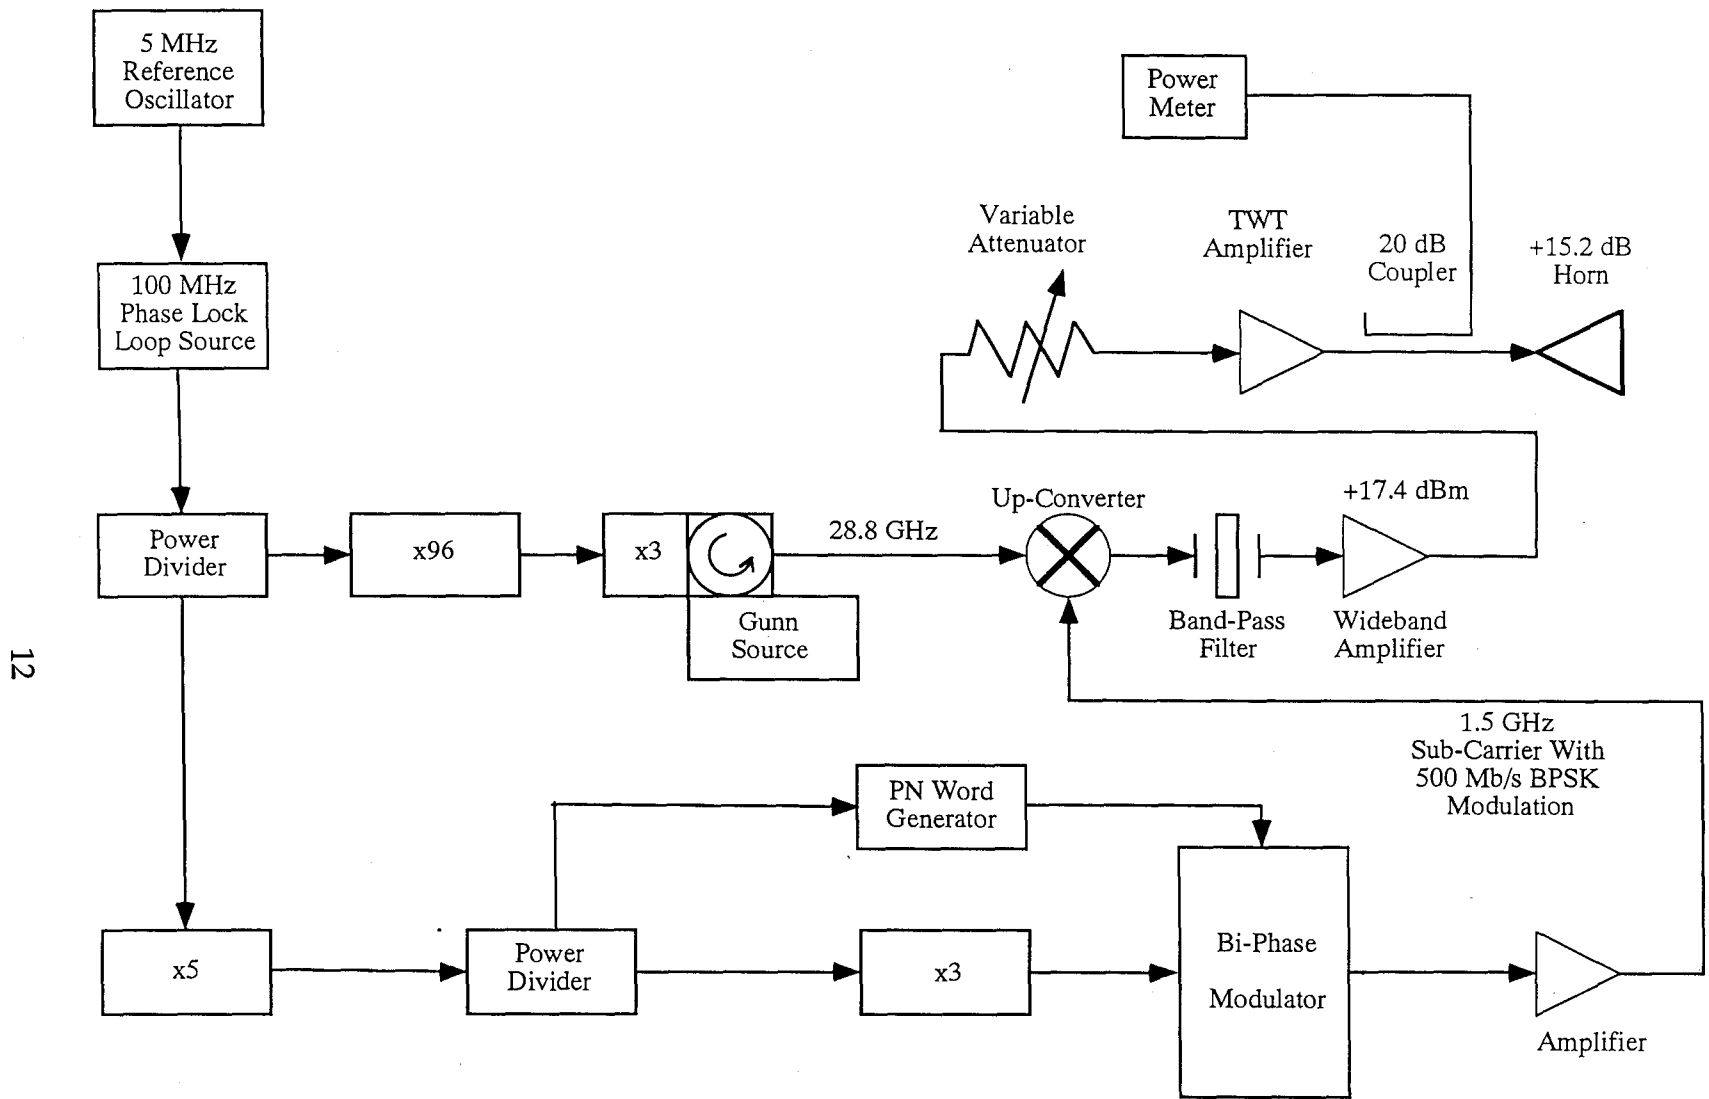 5 MHz
Reference
Oscillator
Power
Meter
Variable
Attenuator
TWT
Amplifier
20 dB
Coupler
+15.2 dB
Horn
100 MHz
Phase Lock
Loop Source
Power
Divider
x96
x3
28.8 GHz
Up-Converter
+17.4 dBm
Gunn
Source
Band-Pass
Filter
Wideband
Amplifier
12
1.5 GHz
Sub-Carrier With
500 Mb/s BPSK
Modulation
PN Word
Generator
x5
Power
Divider
x3
Bi-Phase
Modulator
Amplifier